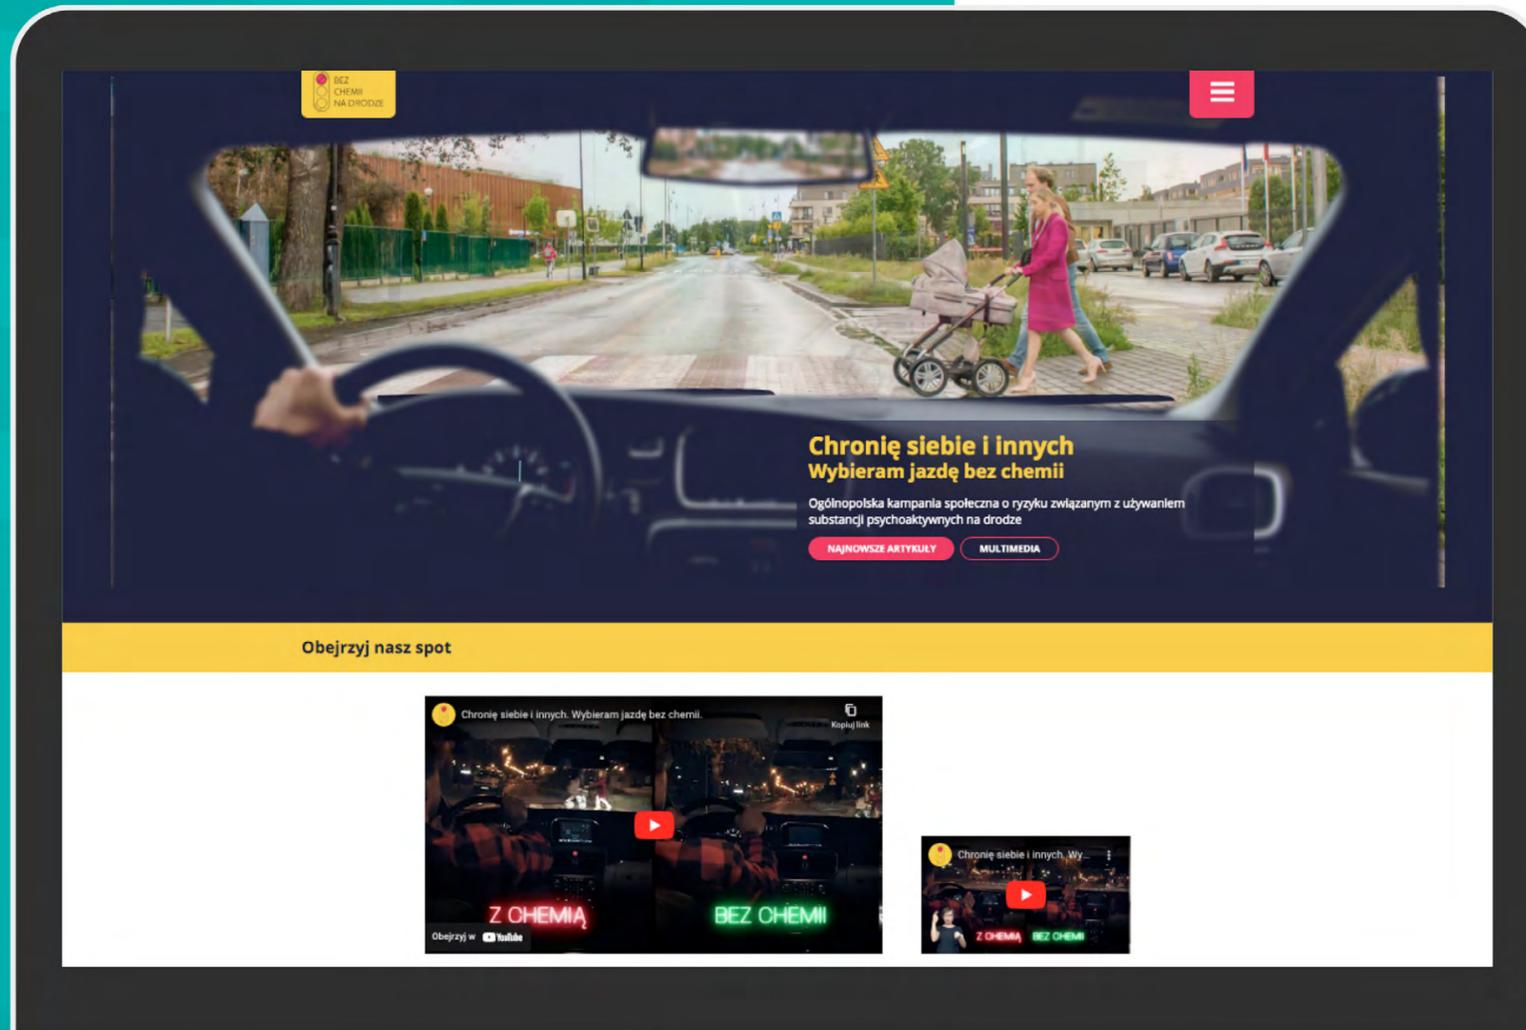 BEZ
CHEMII
NA DRODZE
Chronię siebie i innych
Wybieram jazdę bez chemii
Ogólnopolska kampania społeczna o ryzyku związanym z używaniem
substancji psychoaktywnych na drodze
NAJNOWSZE ARTYKUŁY
MULTIMEDIA
Obejrzyj nasz spot
Chronię siebie i innych. Wybieram jazdę bez chemii.
Kopiuj link
Z CHEMIĄ
BEZ CHEMII
Obejrzyj w YouTube
Chronię siebie i innych. Wy...
Z CHEMIĄ
BEZ CHEMII